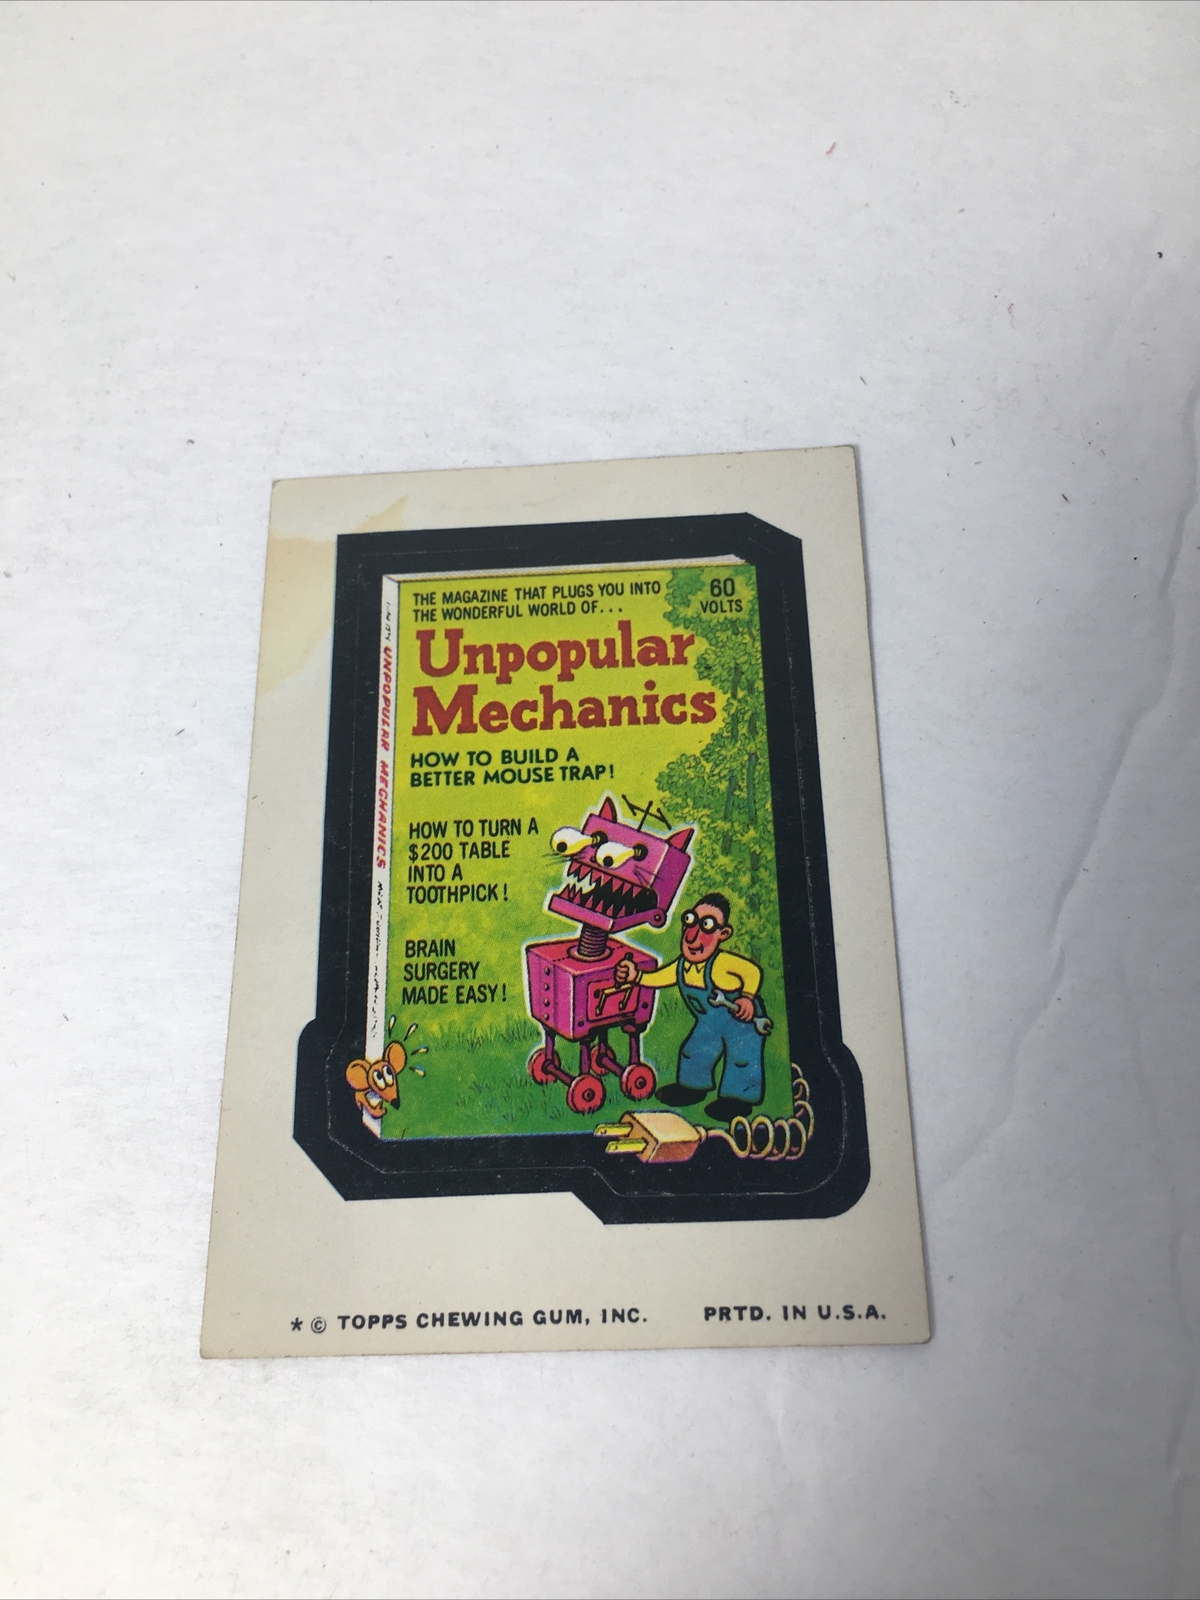 THE MAGAZINE THAT PLUGS YOU INTO
THE WONDERFUL WORLD OF...
60
VOLTS
Unpopular
Mechanics
HOW TO BUILD A
BETTER MOUSE TRAP!
HOW TO TURN A
$200 TABLE
INTO A
TOOTHPICK!
BRAIN
SURGERY
MADE EASY!
UNPOPULAR MECHANICS
* © TOPPS CHEWING GUM, INC. PRTD. IN U.S.A.